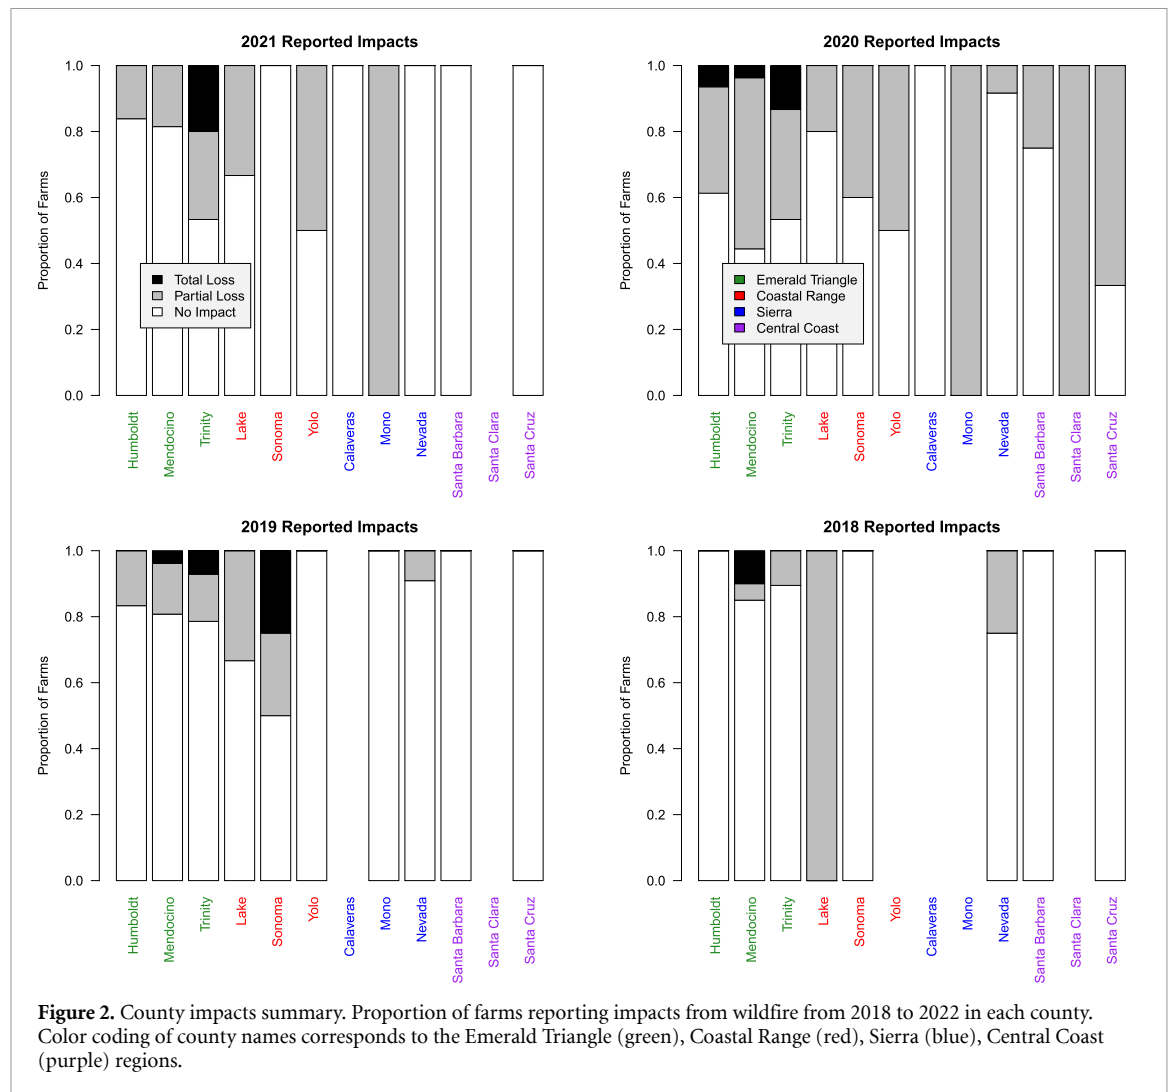 2021 Reported Impacts
Proportion of Farms
1.0
0.8
0.6
0.4
0.2
0.0
Total Loss
Partial Loss
No Impact
Humboldt
Mendocino
Trinity
Lake
Sonoma
Yolo
Calaveras
Mono
Nevada
Santa Barbara
Santa Clara
Santa Cruz
2020 Reported Impacts
Proportion of Farms
1.0
0.8
0.6
0.4
0.2
0.0
Emerald Triangle
Coastal Range
Sierra
Central Coast
Humboldt
Mendocino
Trinity
Lake
Sonoma
Yolo
Calaveras
Mono
Nevada
Santa Barbara
Santa Clara
Santa Cruz
2019 Reported Impacts
Proportion of Farms
1.0
0.8
0.6
0.4
0.2
0.0
Humboldt
Mendocino
Trinity
Lake
Sonoma
Yolo
Calaveras
Mono
Nevada
Santa Barbara
Santa Clara
Santa Cruz
2018 Reported Impacts
Proportion of Farms
1.0
0.8
0.6
0.4
0.2
0.0
Humboldt
Mendocino
Trinity
Lake
Sonoma
Yolo
Calaveras
Mono
Nevada
Santa Barbara
Santa Clara
Santa Cruz
Figure 2. County impacts summary. Proportion of farms reporting impacts from wildfire from 2018 to 2022 in each county.
Color coding of county names corresponds to the Emerald Triangle (green), Coastal Range (red), Sierra (blue), Central Coast
(purple) regions.